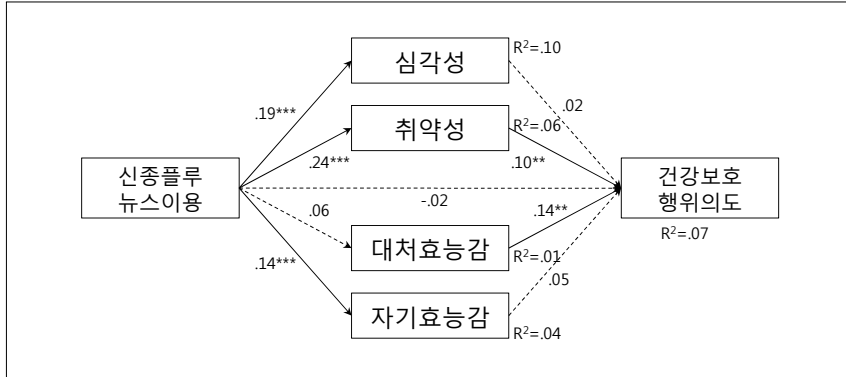 심각성
R²=.10
.02
.19***
취약성
R²=.06
.24***
.10**
신종플루
뉴스이용
-.02
건강보호
행위의도
R²=.07
.06
.14**
대처효능감
R²=.01
.14***
.05
자기효능감
R²=.04